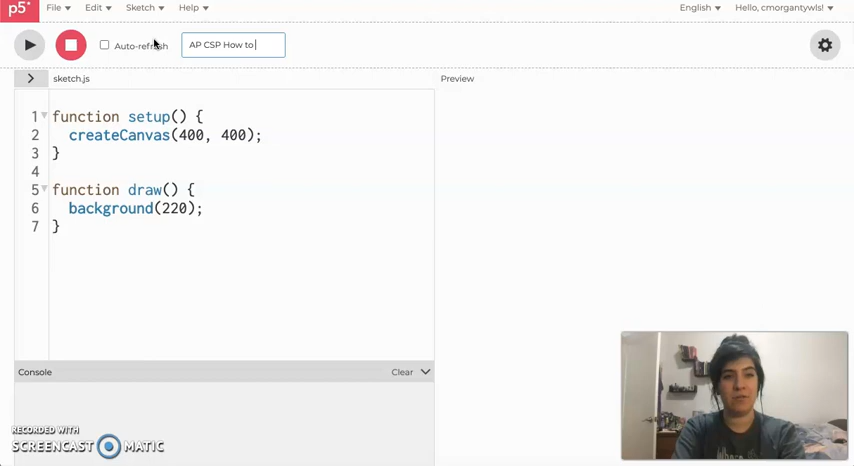 p5* File Edit Sketch Help English Hello, cmorgantywls!
Auto-refresh AP CSP How to
sketch.js Preview
1 function setup() {
2 createCanvas(400, 400);
3 }
4
5 function draw() {
6 background(220);
7 }
Console Clear
RECORDED WITH
SCREENCAST MATIC